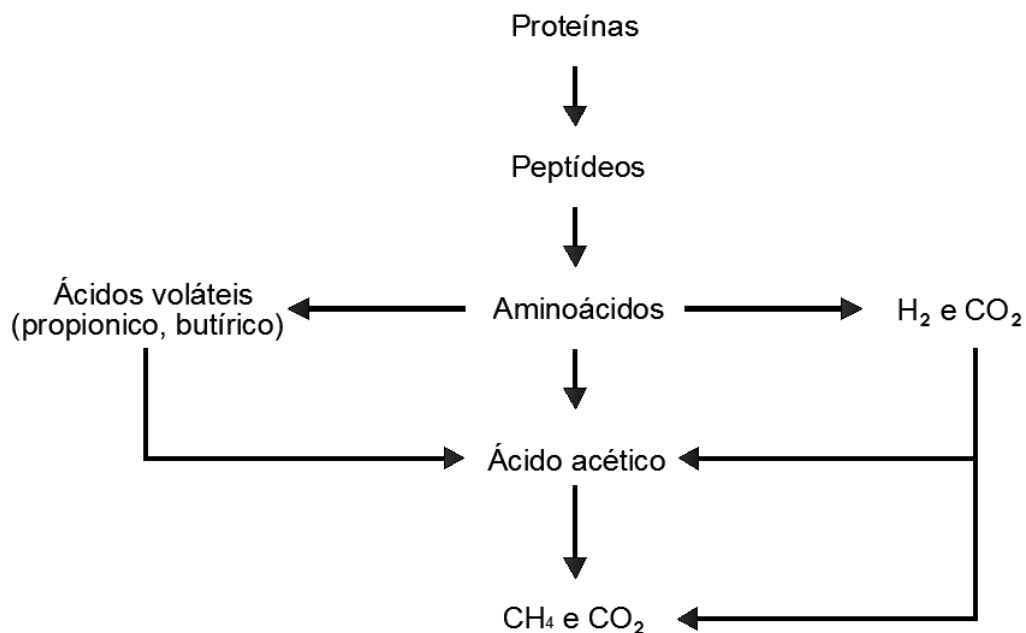 Proteínas
Peptídeos
Ácidos voláteis
(propionico, butírico)
Aminoácidos
H₂ e CO₂
Ácido acético
CH₄ e CO₂